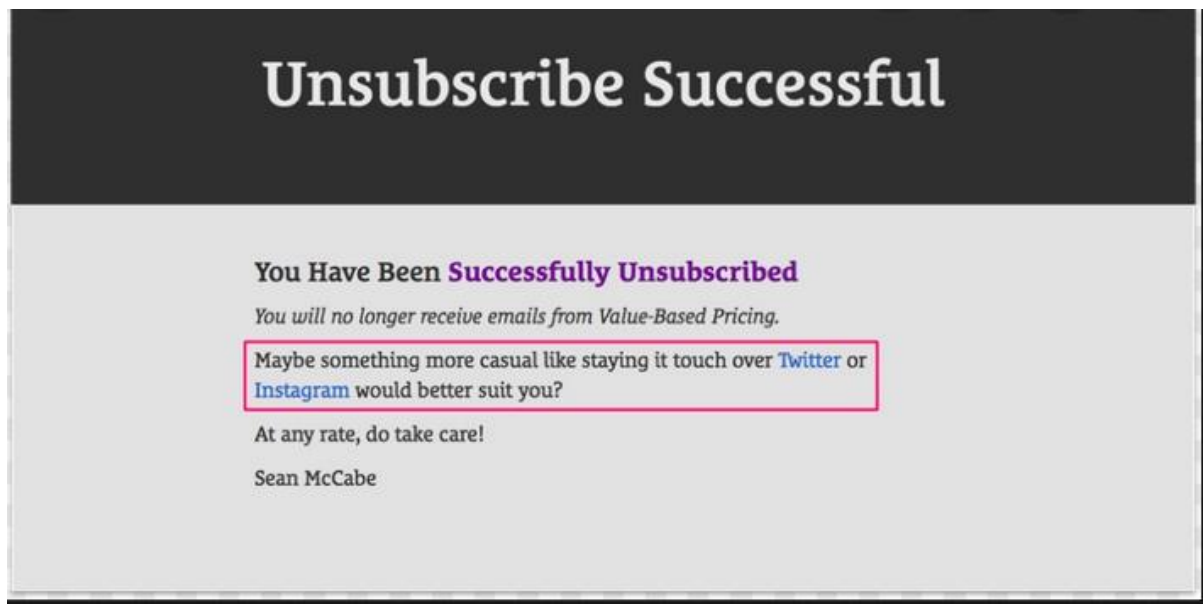 Unsubscribe Successful
You Have Been Successfully Unsubscribed
You will no longer receive emails from Value-Based Pricing.
Maybe something more casual like staying it touch over Twitter or
Instagram would better suit you?
At any rate, do take care!
Sean McCabe